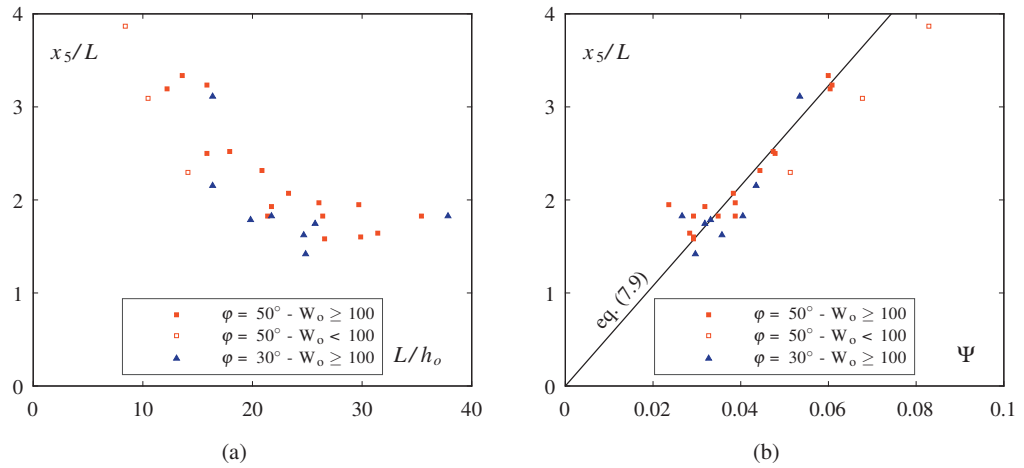 4
3
2
1
0
x5/L
φ = 50° - Wo ≥ 100
φ = 50° - Wo < 100
φ = 30° - Wo ≥ 100
L/ho
0 10 20 30 40
(a)
4
3
2
1
0
x5/L
eq. (7.9)
φ = 50° - Wo ≥ 100
φ = 50° - Wo < 100
φ = 30° - Wo ≥ 100
Ψ
0 0.02 0.04 0.06 0.08 0.1
(b)